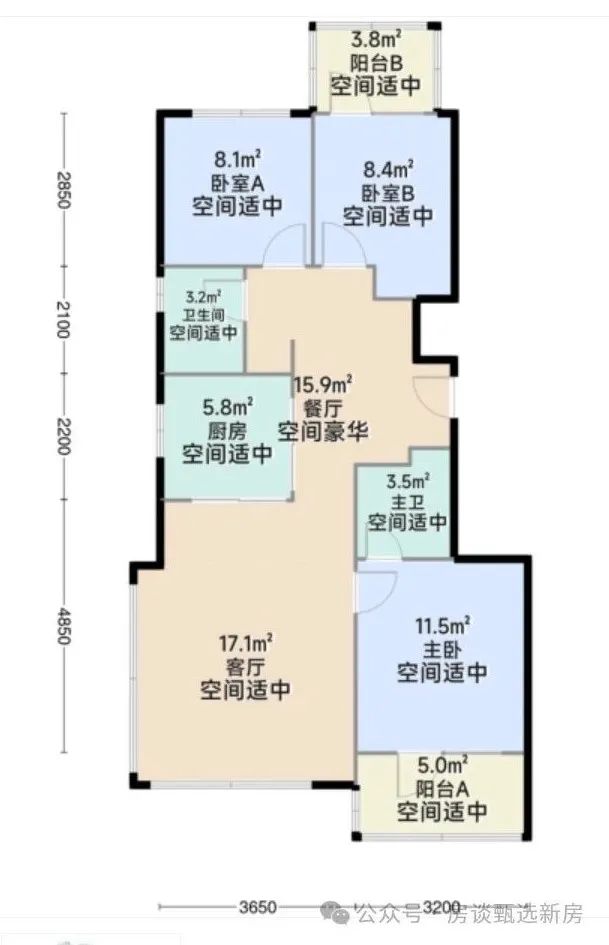 3.8㎡
阳台B
空间适中
8.1㎡
卧室A
空间适中
8.4㎡
卧室B
空间适中
2850
3.2㎡
卫生间
空间适中
2100
15.9㎡
餐厅
空间豪华
5.8㎡
厨房
空间适中
2200
3.5㎡
主卫
空间适中
4850
17.1㎡
客厅
空间适中
11.5㎡
主卧
空间适中
5.0㎡
阳台A
空间适中
3650
3200
公众号·房谈甄选新房